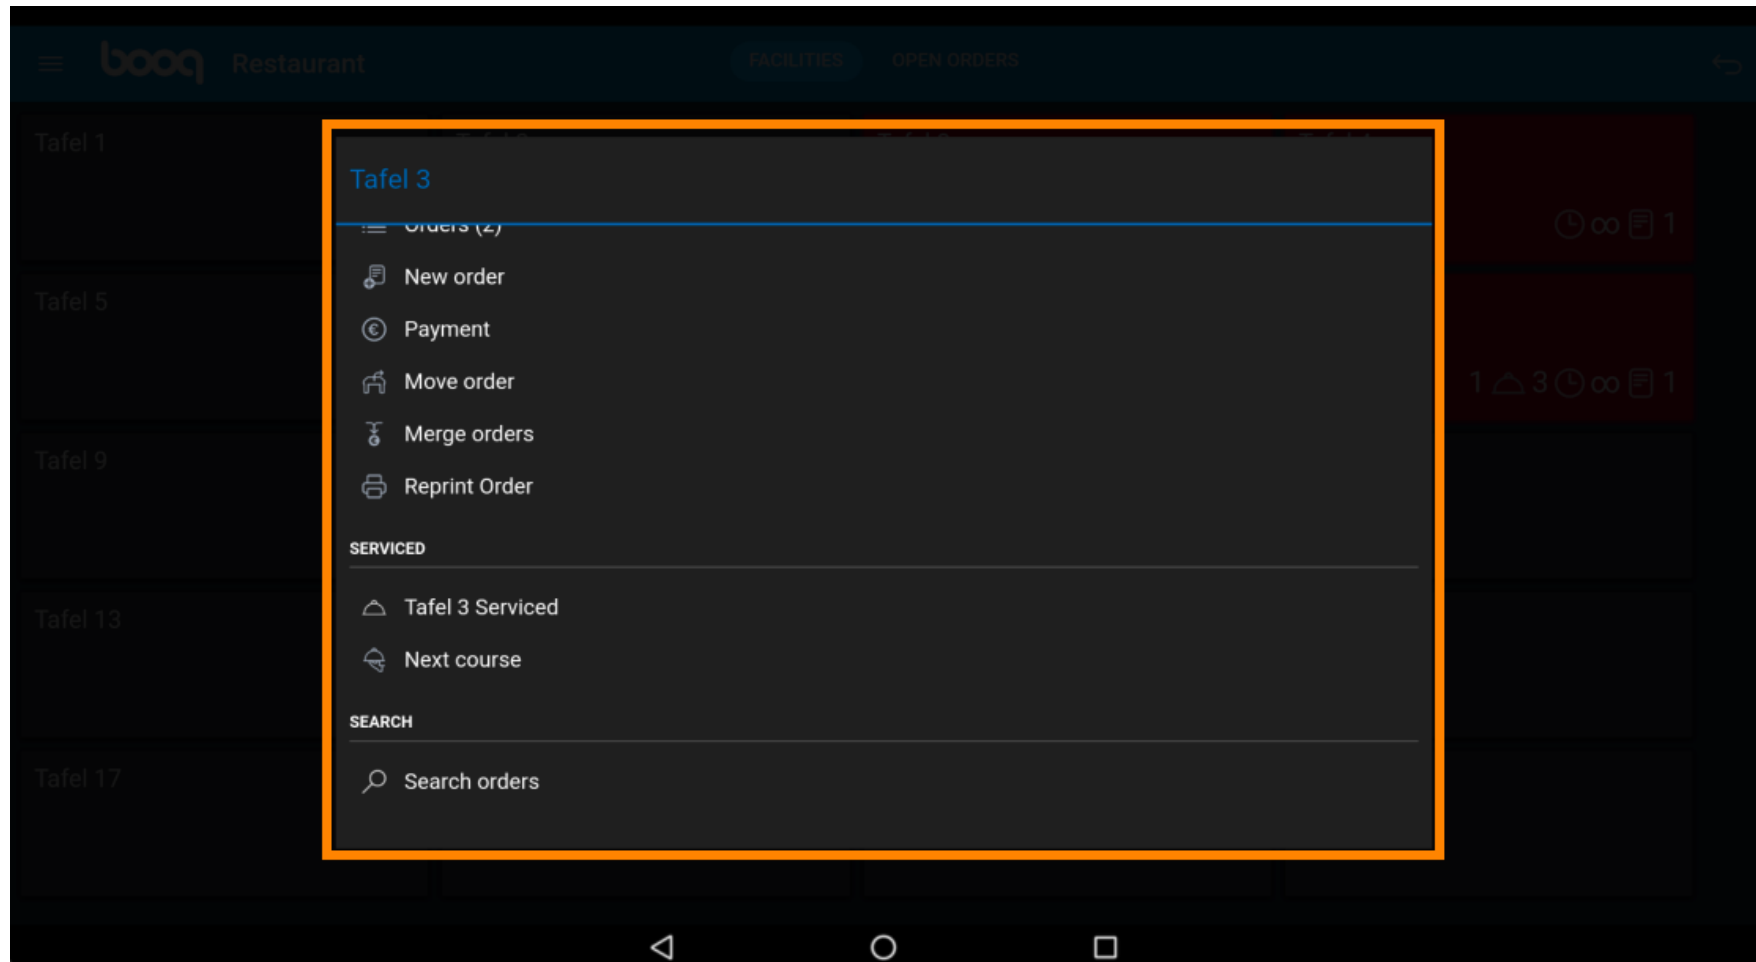 booq Restaurant FACILITIES OPEN ORDERS
Tafel 1
Tafel 3
∞ 1
Orders (2)
New order
Tafel 5
Payment
Move order
1 3 ∞ 1
Merge orders
Tafel 9
Reprint Order
SERVICED
Tafel 3 Serviced
Tafel 13
Next course
SEARCH
Tafel 17
Search orders